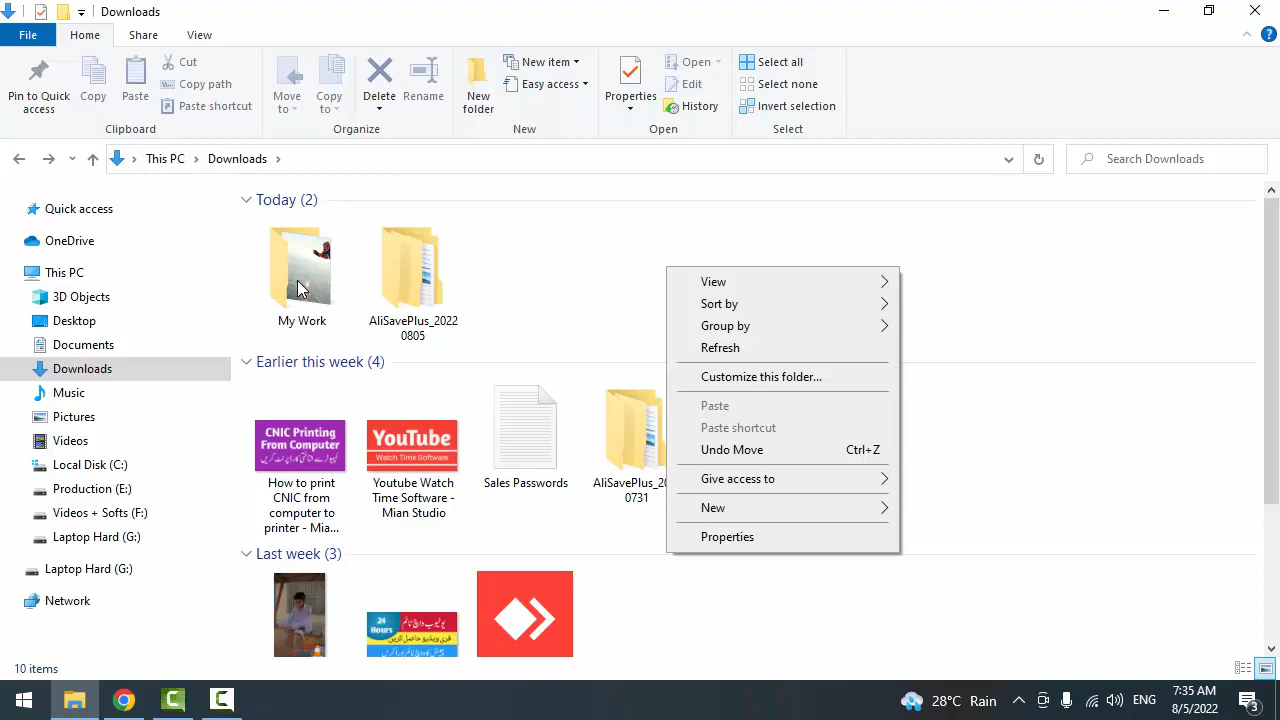 Downloads
File
Home
Share
View
Pin to Quick access
Copy
Paste
Cut
Copy path
Paste shortcut
Move to
Copy to
Delete
Rename
New folder
New item
Easy access
Properties
Open
Edit
History
Select all
Select none
Invert selection
Clipboard
Organize
New
Open
Select
This PC
Downloads
Search Downloads
Quick access
OneDrive
This PC
3D Objects
Desktop
Documents
Downloads
Music
Pictures
Videos
Local Disk (C:)
Production (E:)
Videos + Softs (F:)
Laptop Hard (G:)
Laptop Hard (G:)
Network
Today (2)
My Work
AliSavePlus_2022
0805
Earlier this week (4)
CNIC Printing
From Computer
YouTube
Watch Time Software
How to print
CNIC from
computer to
printer - Mia...
Youtube Watch
Time Software -
Mian Studio
Sales Passwords
AliSavePlus_20
0731
Last week (3)
24
Hours
View
Sort by
Group by
Refresh
Customize this folder...
Paste
Paste shortcut
Undo Move Ctrl+Z
Give access to
New
Properties
10 items
28°C Rain
ENG
7:35 AM
8/5/2022
3